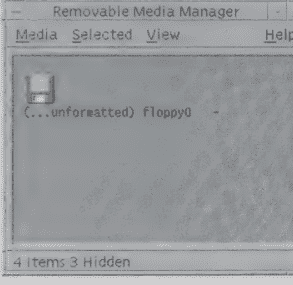 Removable Media Manager
Media Selected View Help
(...unformatted) floppy0 -
4 Items 3 Hidden